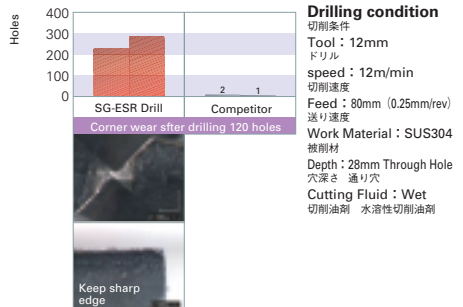 Holes
400
300
200
100
0
2 1
SG-ESR Drill Competitor
Corner wear sfter drilling 120 holes
Keep sharp
edge
Drilling condition
切削条件
Tool：12mm
ドリル
speed：12m/min
切削速度
Feed：80mm（0.25mm/rev）
送り速度
Work Material：SUS304
被削材
Depth：28mm Through Hole
穴深さ 通り穴
Cutting Fluid：Wet
切削油剤 水溶性切削油剤